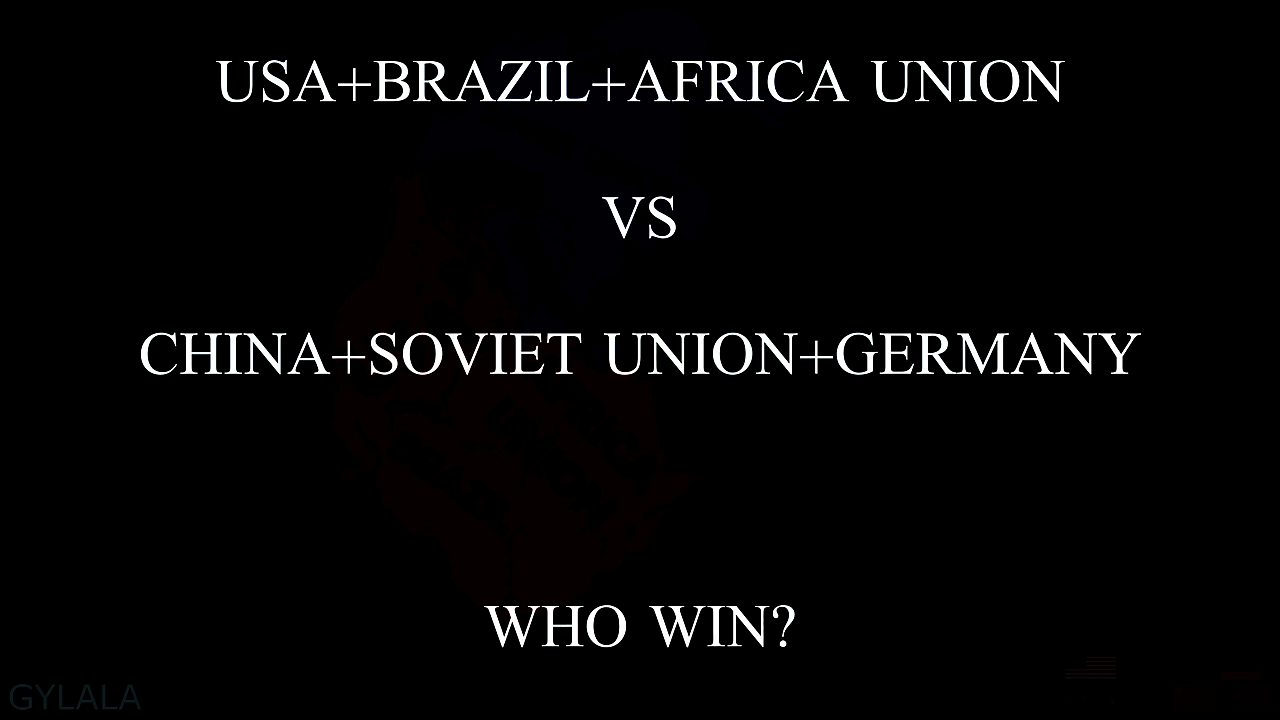 USA+BRAZIL+AFRICA UNION
VS
CHINA+SOVIET UNION+GERMANY
WHO WIN?
GYLALA